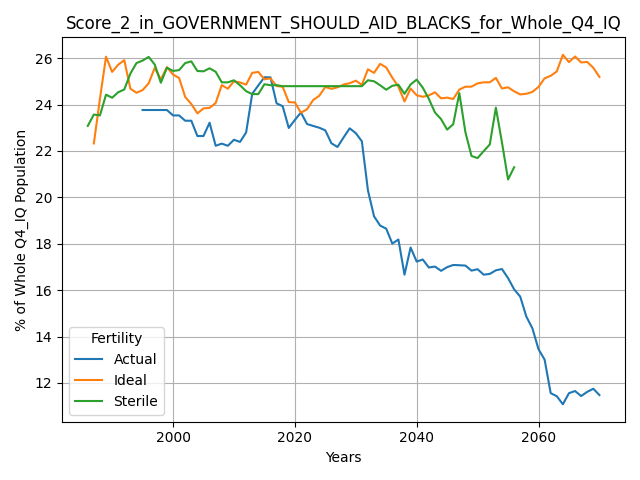 Score_2_in_GOVERNMENT_SHOULD_AID_BLACKS_for_Whole_Q4_IQ
% of Whole Q4_IQ Population
26
24
22
20
18
16
14
12
Fertility
Actual
Ideal
Sterile
2000 2020 2040 2060
Years